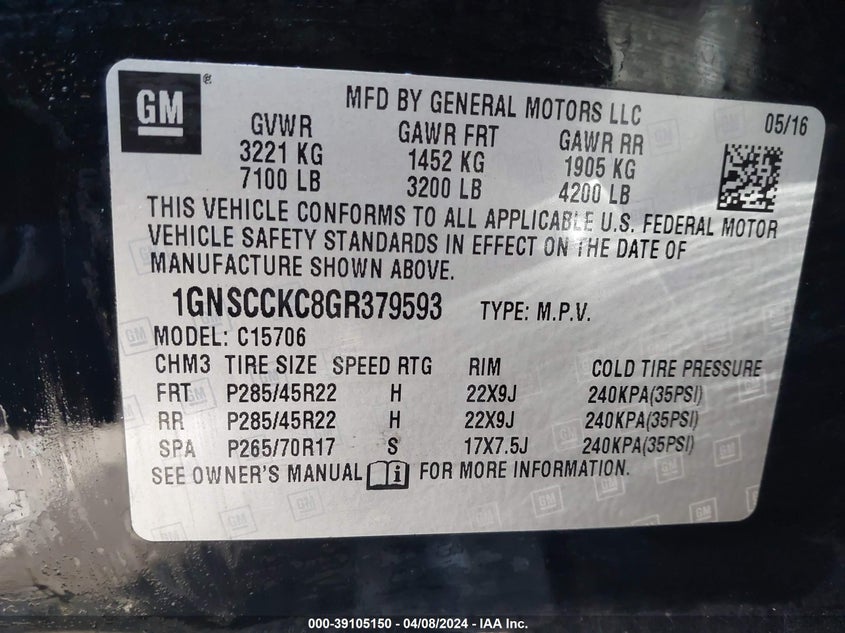 GM ®
MFD BY GENERAL MOTORS LLC
05/16
GVWR GAWR FRT GAWR RR
3221 KG 1452 KG 1905 KG
7100 LB 3200 LB 4200 LB
THIS VEHICLE CONFORMS TO ALL APPLICABLE U.S. FEDERAL MOTOR
VEHICLE SAFETY STANDARDS IN EFFECT ON THE DATE OF
MANUFACTURE SHOWN ABOVE.
1GNSCCKC8GR379593 TYPE: M.P.V.
MODEL: C15706
CHM3 TIRE SIZE SPEED RTG RIM COLD TIRE PRESSURE
FRT P285/45R22 H 22X9J 240KPA(35PSI)
RR P285/45R22 H 22X9J 240KPA(35PSI)
SPA P265/70R17 S 17X7.5J 240KPA(35PSI)
SEE OWNER'S MANUAL i FOR MORE INFORMATION.
000-39105150 - 04/08/2024 - IAA Inc.